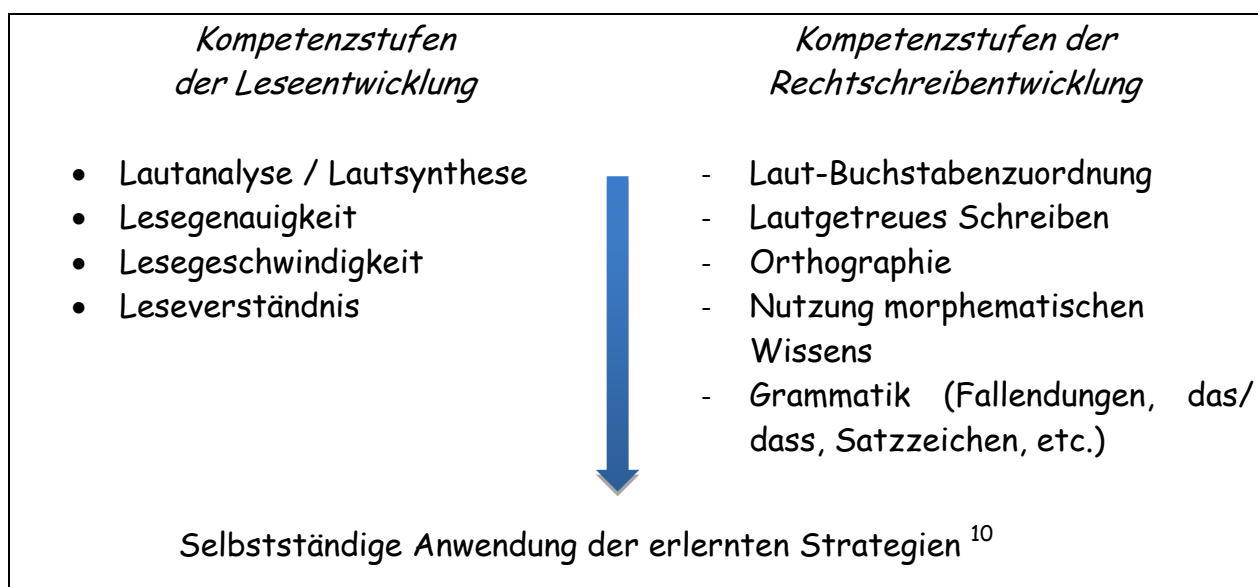 Kompetenzstufen
der Leseentwicklung
• Lautanalyse / Lautsynthese
• Lesegenauigkeit
• Lesegeschwindigkeit
• Leseverständnis
Kompetenzstufen der
Rechtschreibentwicklung
- Laut-Buchstabenzuordnung
- Lautgetreues Schreiben
- Orthographie
- Nutzung morphematischen
Wissens
- Grammatik (Fallendungen, das/
dass, Satzzeichen, etc.)
Selbstständige Anwendung der erlernten Strategien 10